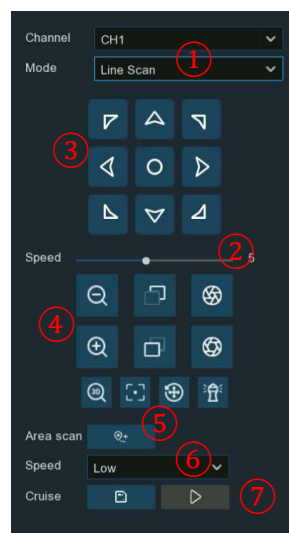 Channel CH1
Mode Line Scan
1
3
Speed 5
2
4
3D
5
Area scan
6
Speed Low
Cruise
7